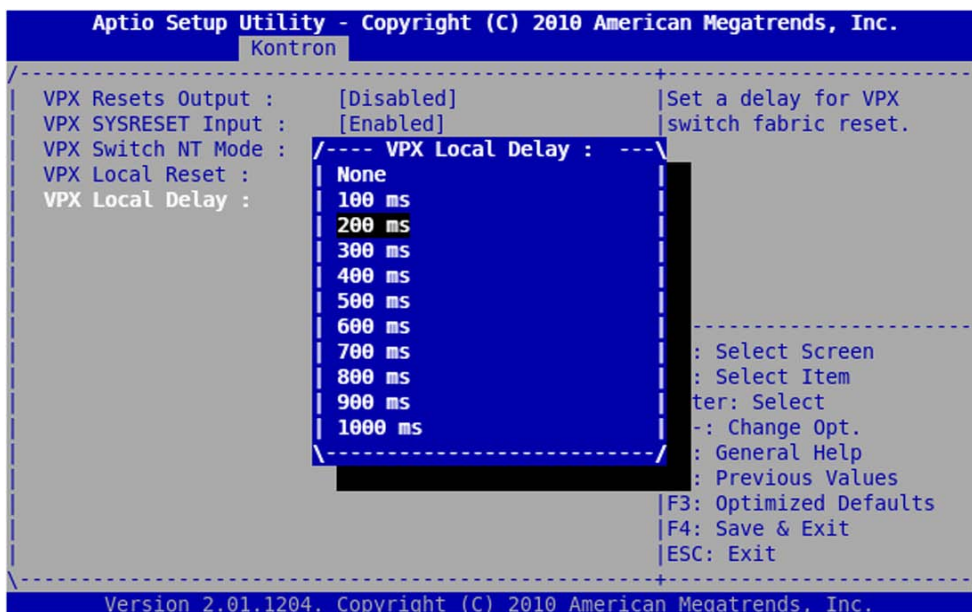 Aptio Setup Utility - Copyright (C) 2010 American Megatrends, Inc.
Kontron
VPX Resets Output : [Disabled]
VPX SYSRESET Input : [Enabled]
VPX Switch NT Mode :
VPX Local Reset :
VPX Local Delay :
VPX Local Delay :
None
100 ms
200 ms
300 ms
400 ms
500 ms
600 ms
700 ms
800 ms
900 ms
1000 ms
Set a delay for VPX
switch fabric reset.
: Select Screen
: Select Item
ter: Select
-: Change Opt.
: General Help
: Previous Values
F3: Optimized Defaults
F4: Save & Exit
ESC: Exit
Version 2.01.1204. Copyright (C) 2010 American Megatrends, Inc.